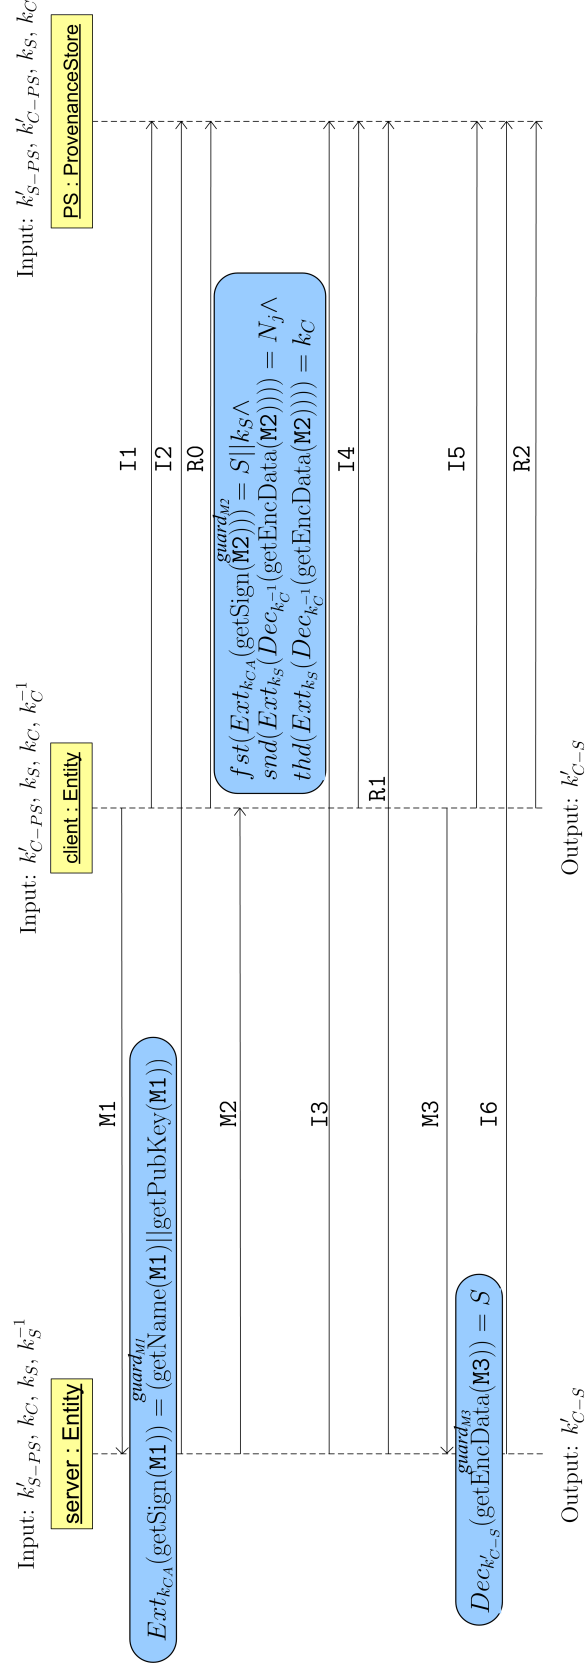 Input: k′_{S−PS}, k_C, k_S, k_S^{−1}
Input: k′_{C−PS}, k_S, k_C, k_C^{−1}
Input: k′_{S−PS}, k′_{C−PS}, k_S, k_C
server : Entity
client : Entity
PS : ProvenanceStore
M1
I1
guard_{M1}
Ext_{k_{CA}}(getSign(M1)) = (getName(M1)||getPubKey(M1))
I2
R0
M2
guard_{M2}
fst(Ext_{k_{CA}}(getSign(M2))) = S||k_S∧
snd(Ext_{k_S}(Dec_{k_C^{−1}}(getEncData(M2)))) = N_j∧
thd(Ext_{k_S}(Dec_{k_C^{−1}}(getEncData(M2)))) = k_C
I3
I4
R1
M3
I5
guard_{M3}
Dec_{k′_{C−S}}(getEncData(M3)) = S
I6
R2
Output: k′_{C−S}
Output: k′_{C−S}